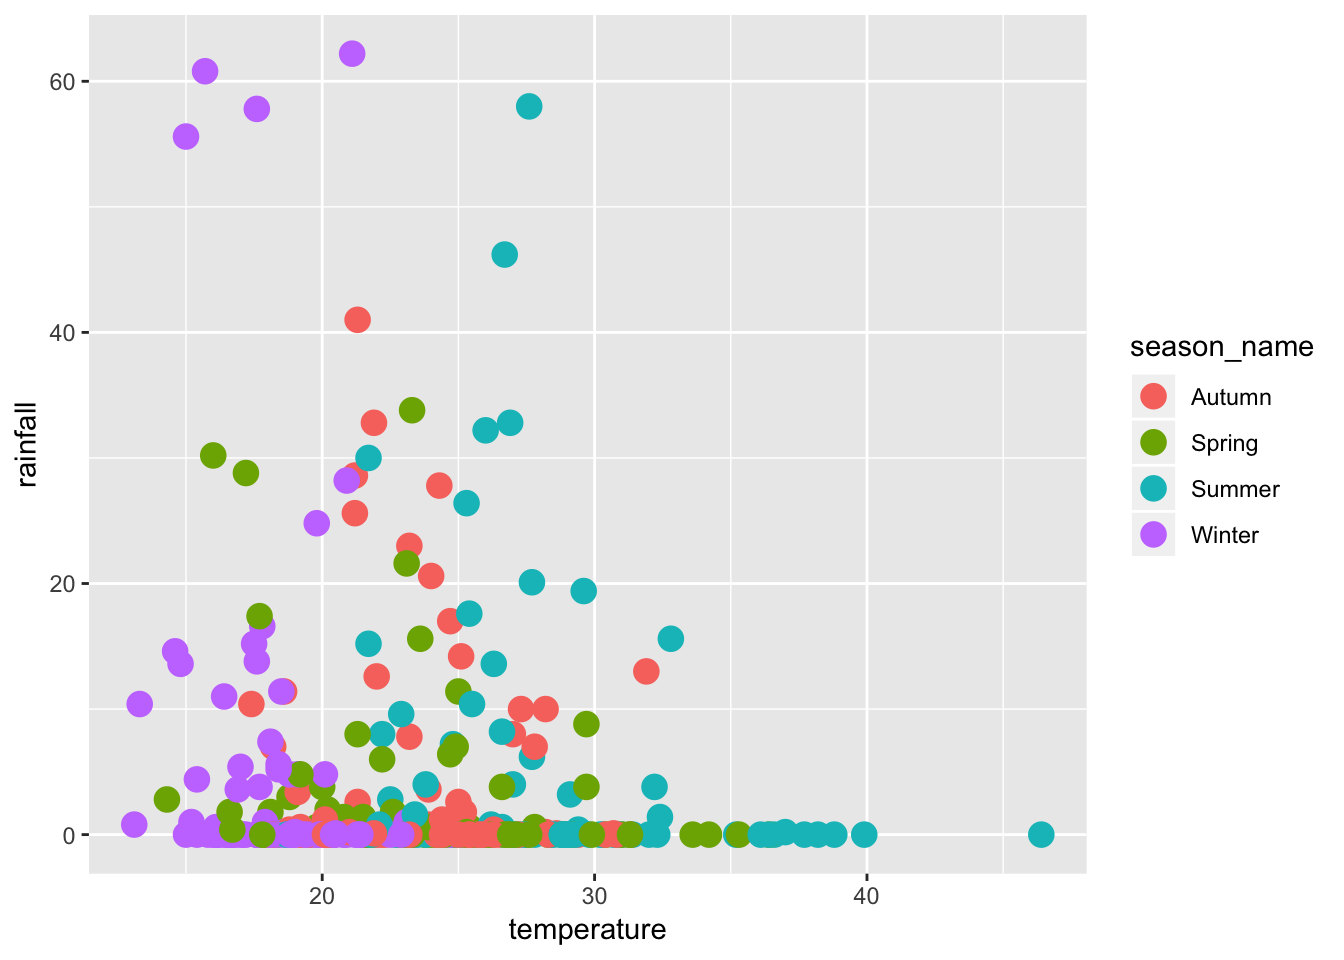 60
40
20
0
rainfall
20 30 40
temperature
season_name
Autumn
Spring
Summer
Winter